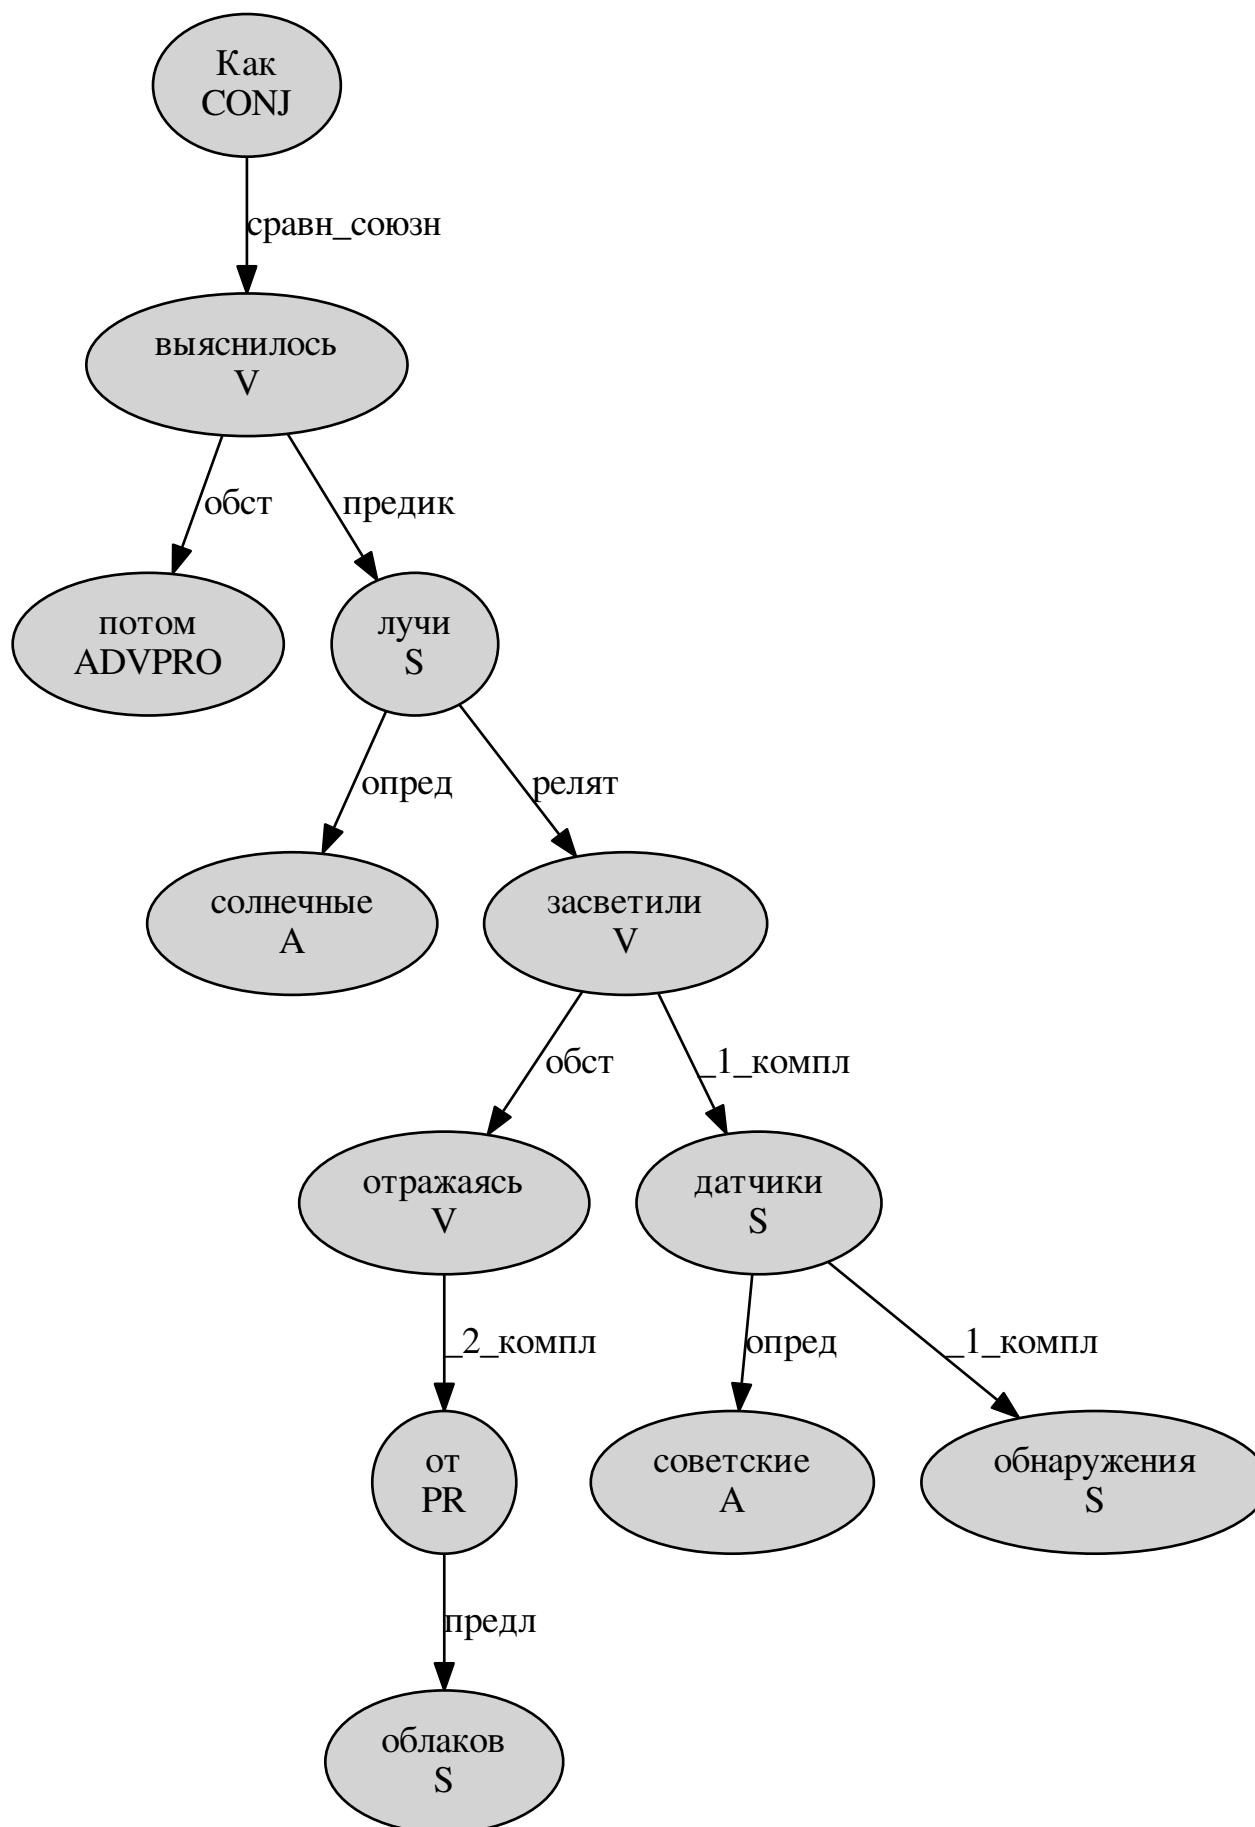 Как
CONJ
сравн_союзн
выяснилось
V
обст
предик
потом
ADVPRO
лучи
S
опред
релят
солнечные
A
засветили
V
обст
_1_компл
отражаясь
V
датчики
S
_2_компл
опред
_1_компл
от
PR
советские
A
обнаружения
S
предл
облаков
S